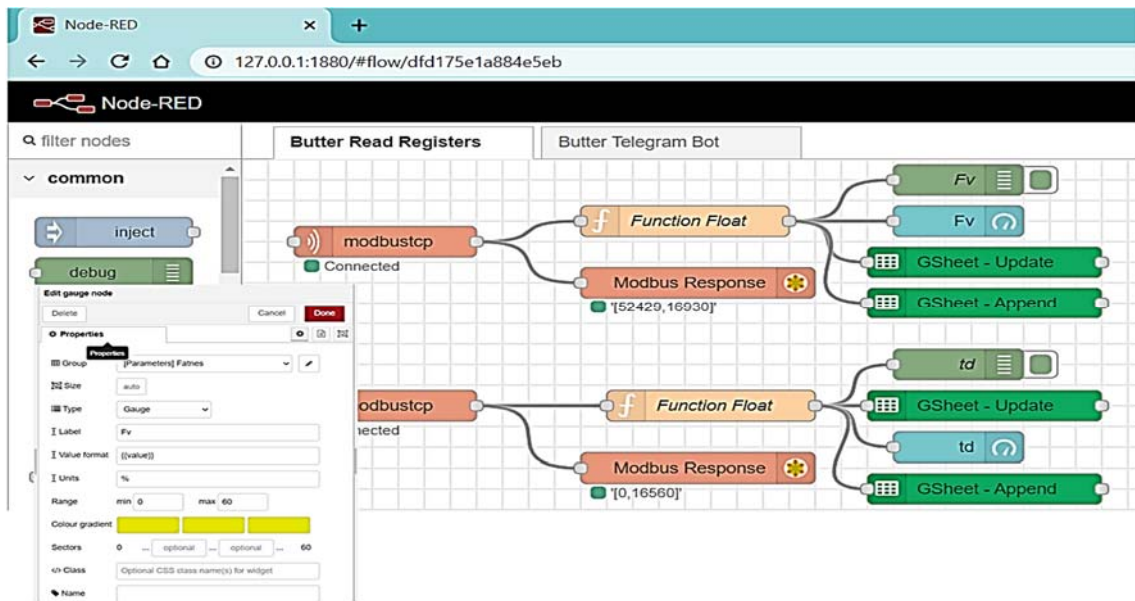 Node-RED
127.0.0.1:1880/#flow/dfd175e1a884e5eb
Node-RED
filter nodes
Butter Read Registers
Butter Telegram Bot
common
inject
debug
modbustcp
Connected
Function Float
Modbus Response
'[52429,16930]'
Fv
Fv
GSheet - Update
GSheet - Append
odbustcp
nected
Function Float
Modbus Response
'[0,16560]'
td
GSheet - Update
td
GSheet - Append
Edit gauge node
Delete Cancel Done
Properties
Properties
Group [Parameters] Fatnes
Size auto
Type Gauge
Label Fv
Value format {{value}}
Units %
Range min 0 max 60
Colour gradient
Sectors 0 ... optional ... optional ... 60
</> Class Optional CSS class name(s) for widget
Name